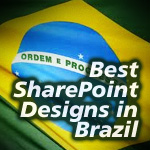 ORDEM E PRO
Best
SharePoint
Designs in
Brazil